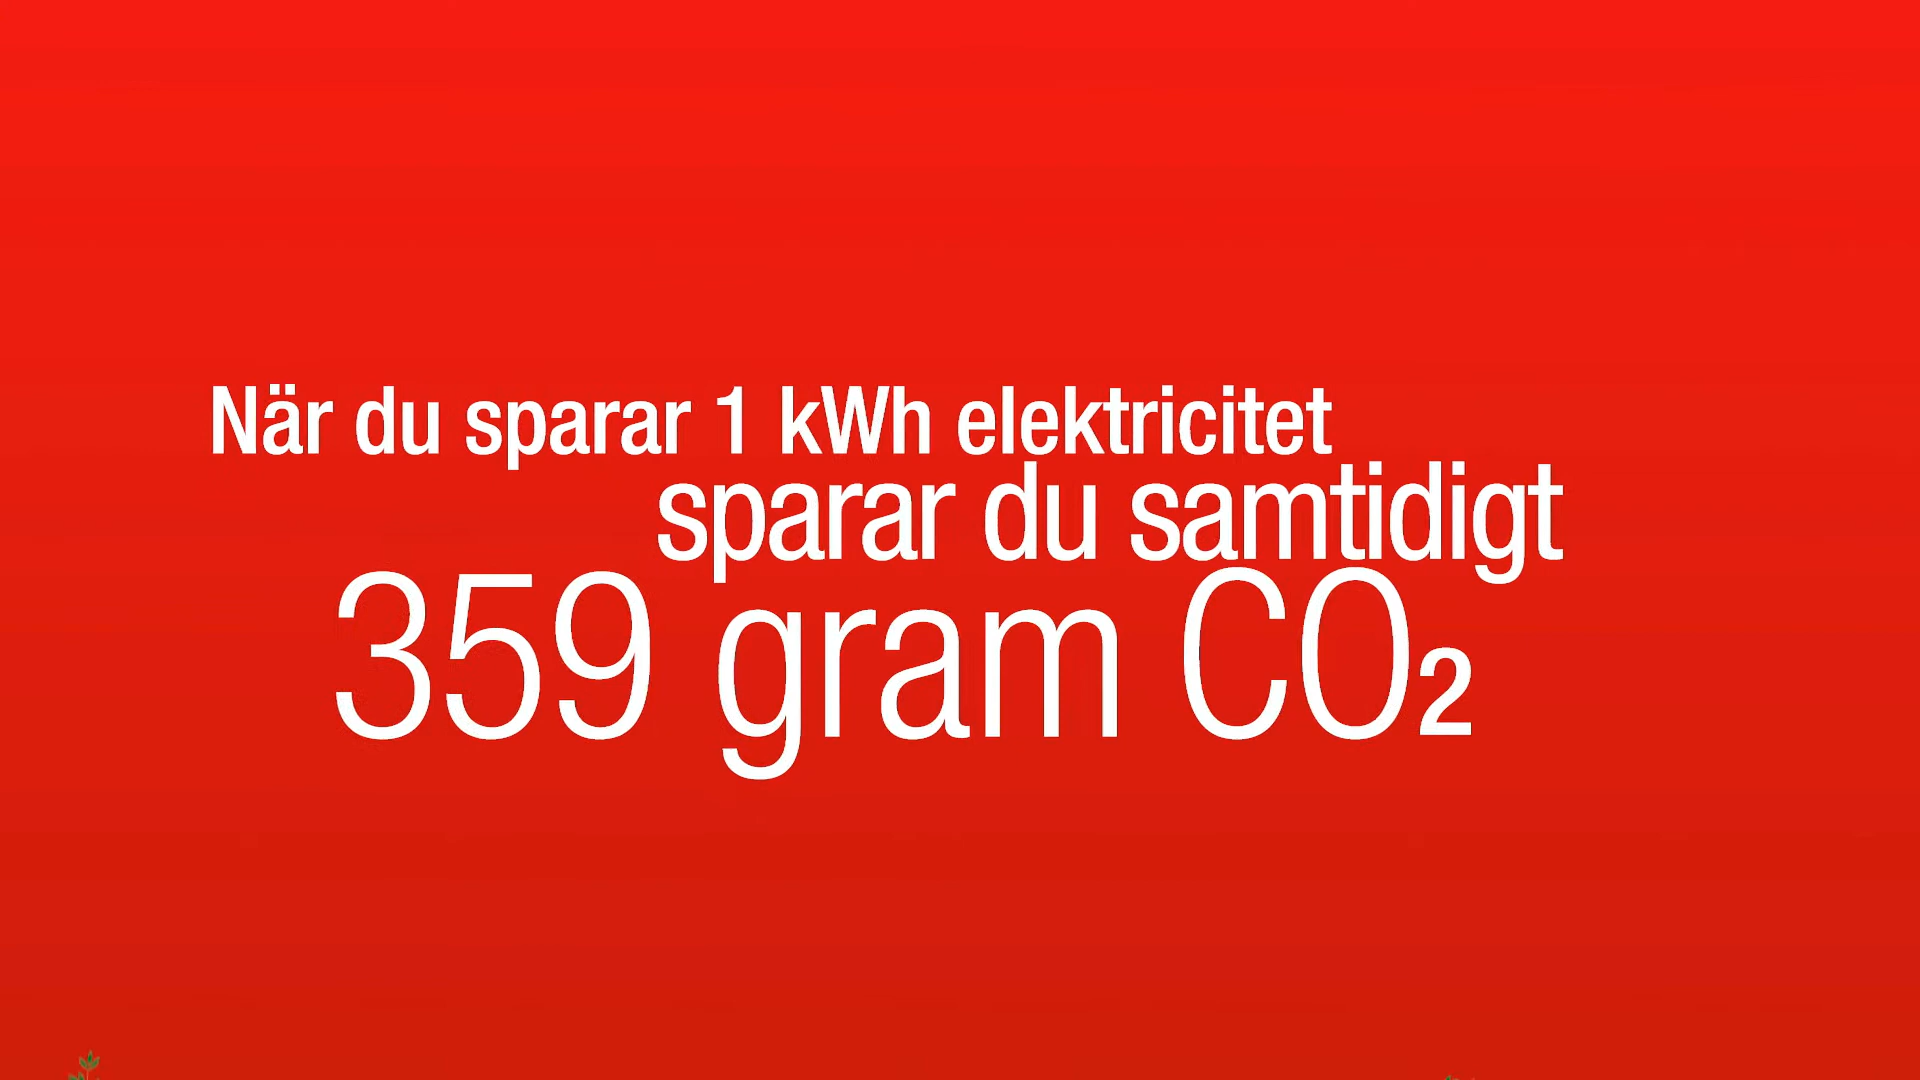 När du sparar 1 kWh elektricitet
sparar du samtidigt
359 gram CO₂